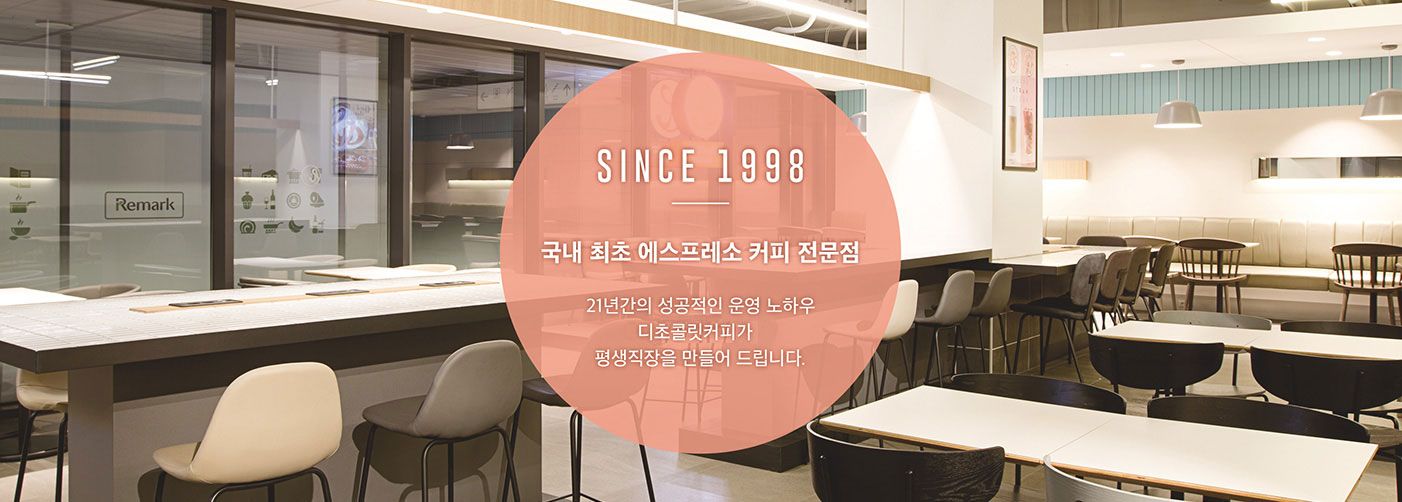 Remark
SINCE 1998
국내 최초 에스프레소 커피 전문점
21년간의 성공적인 운영 노하우
디초콜릿커피가
평생직장을 만들어 드립니다.